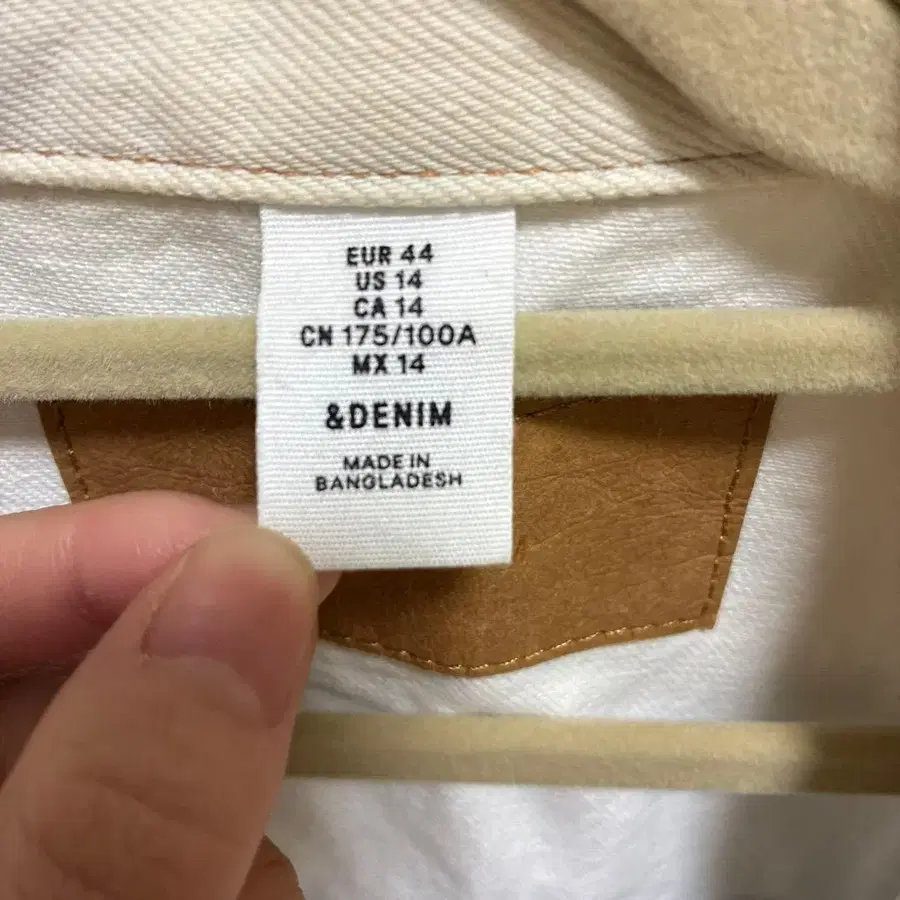 EUR 44
US 14
CA 14
CN 175/100A
MX 14
&DENIM
MADE IN
BANGLADESH